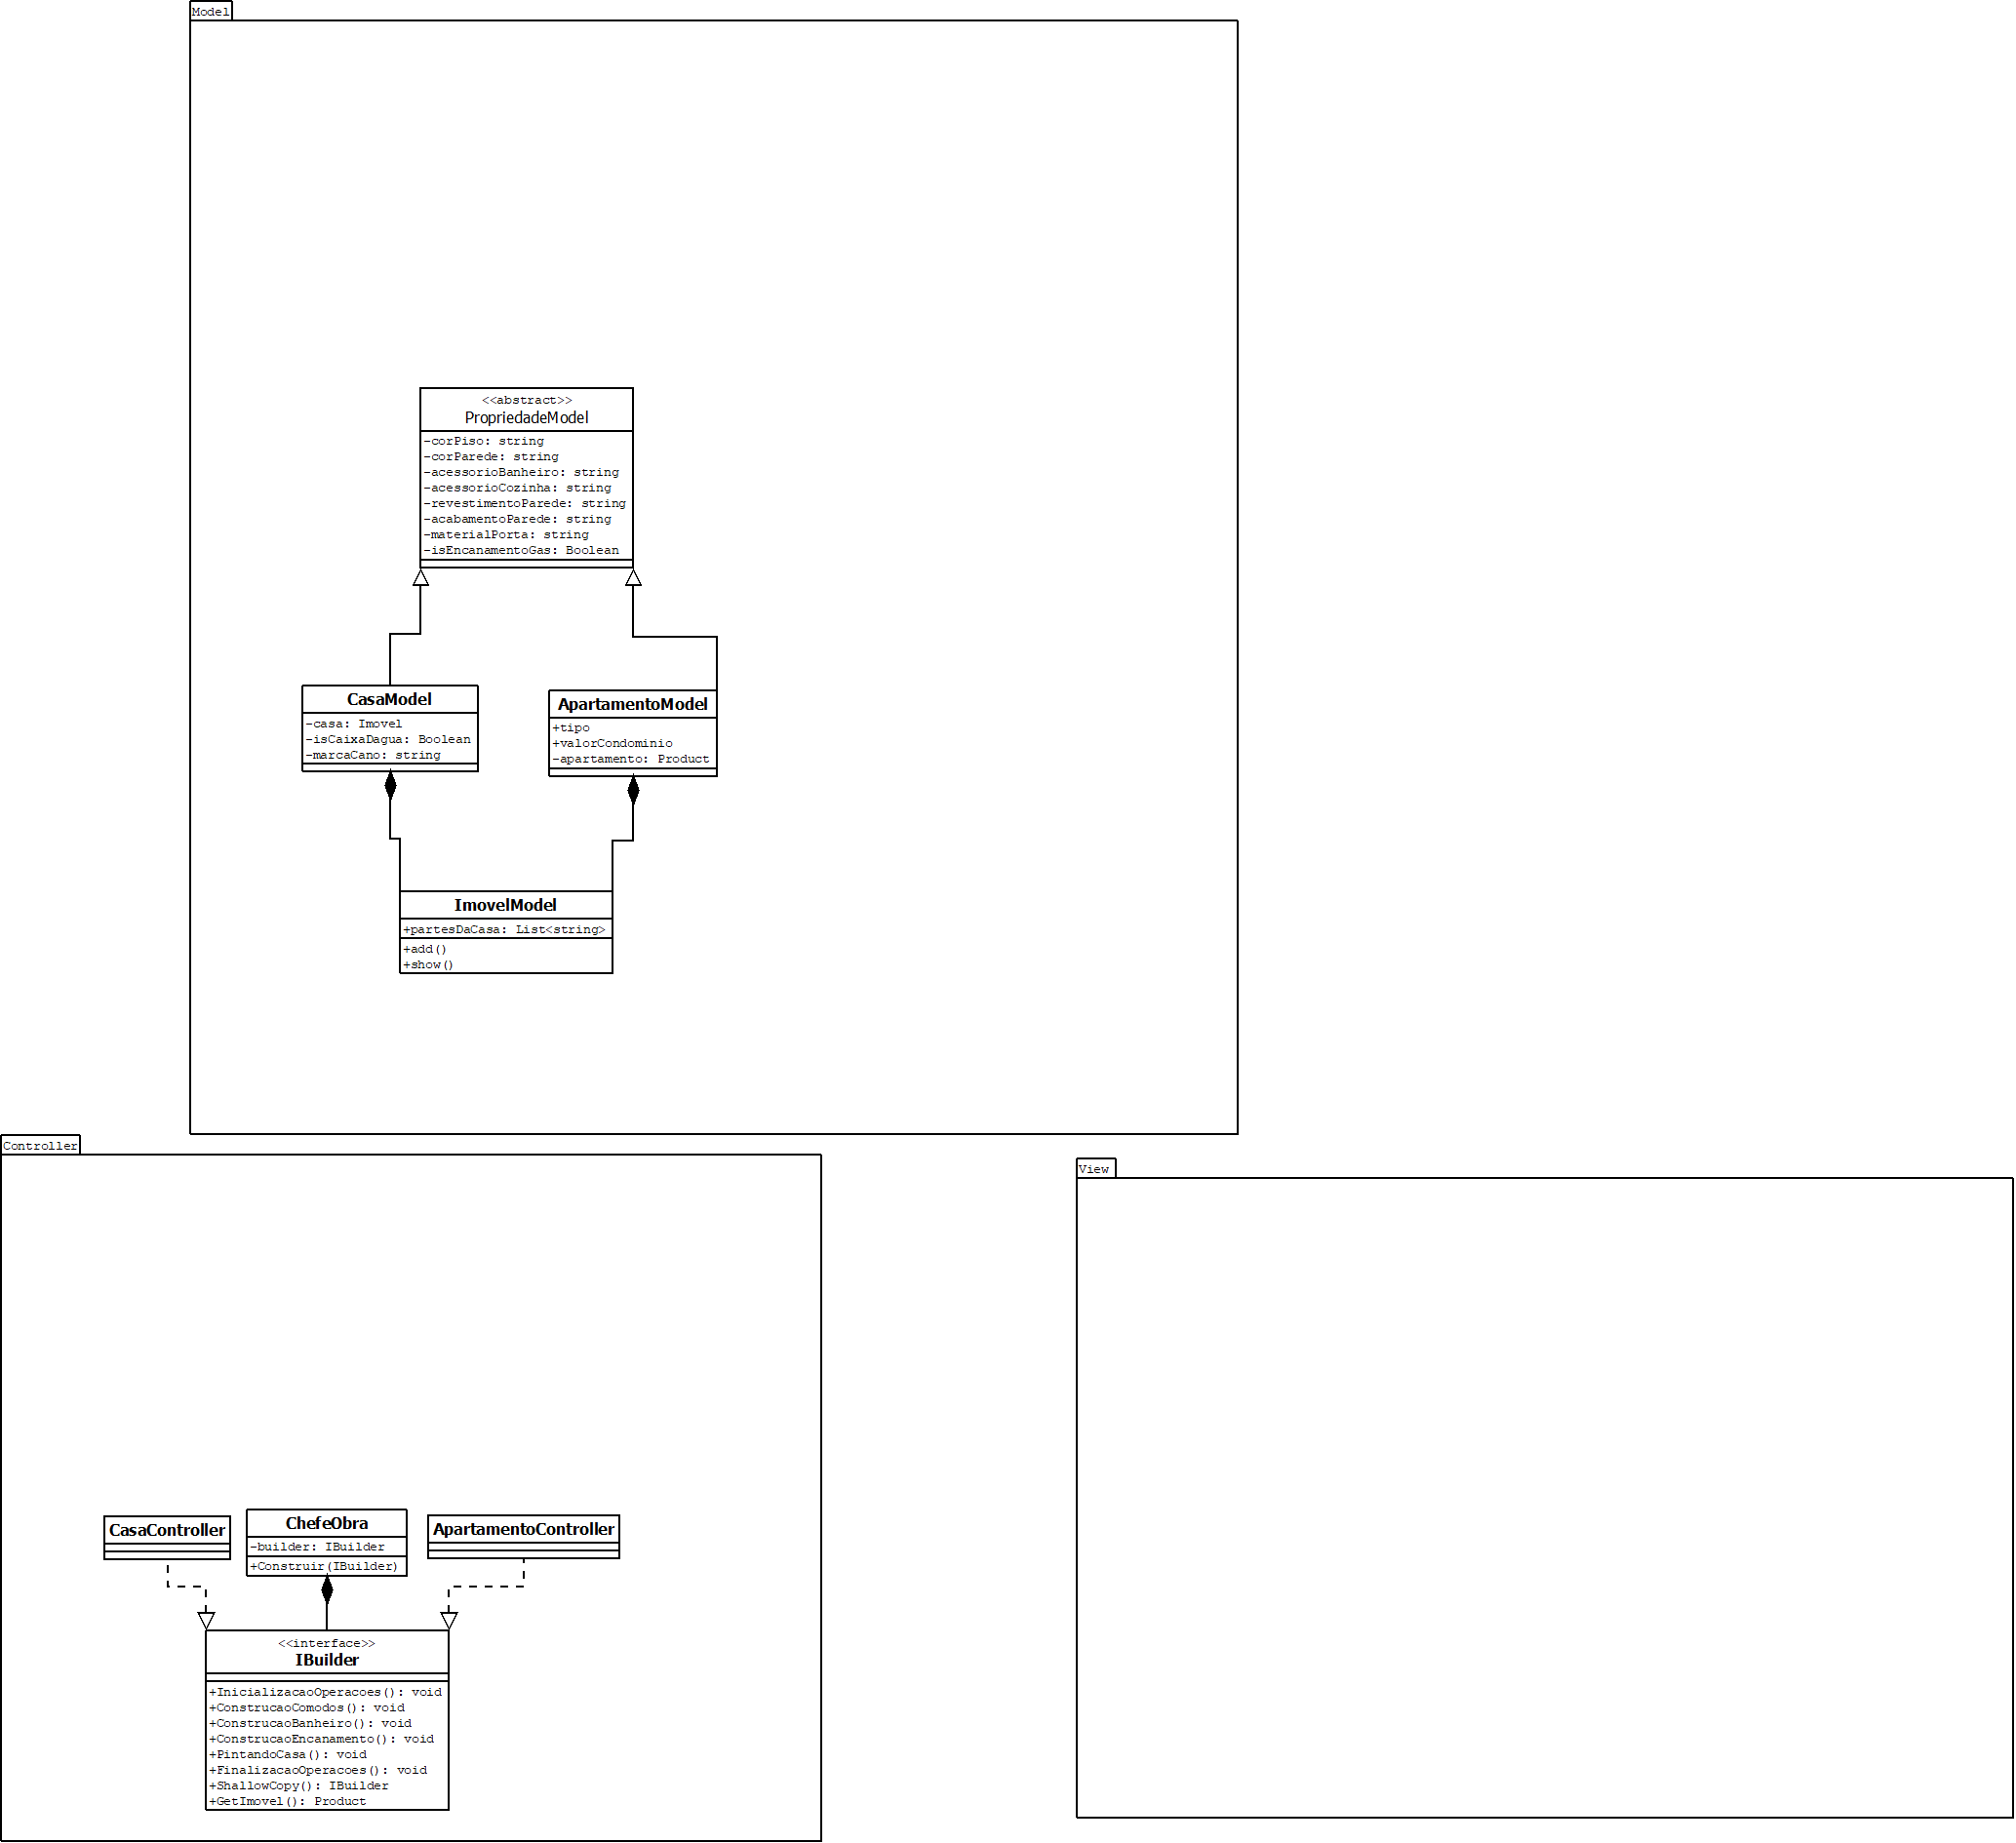 Model
<<abstract>>
PropriedadeModel
-corPiso: string
-corParede: string
-acessorioBanheiro: string
-acessorioCozinha: string
-revestimentoParede: string
-acabamentoParede: string
-materialPorta: string
-isEncanamentoGas: Boolean
CasaModel
-casa: Imovel
-isCaixaDagua: Boolean
-marcaCano: string
ApartamentoModel
+tipo
+valorCondominio
-apartamento: Product
ImovelModel
+partesDaCasa: List<string>
+add()
+show()
Controller
CasaController
ChefeObra
-builder: IBuilder
+Construir(IBuilder)
ApartamentoController
<<interface>>
IBuilder
+InicializacaoOperacoes(): void
+ConstrucaoComodos(): void
+ConstrucaoBanheiro(): void
+ConstrucaoEncanamento(): void
+PintandoCasa(): void
+FinalizacaoOperacoes(): void
+ShallowCopy(): IBuilder
+GetImovel(): Product
View